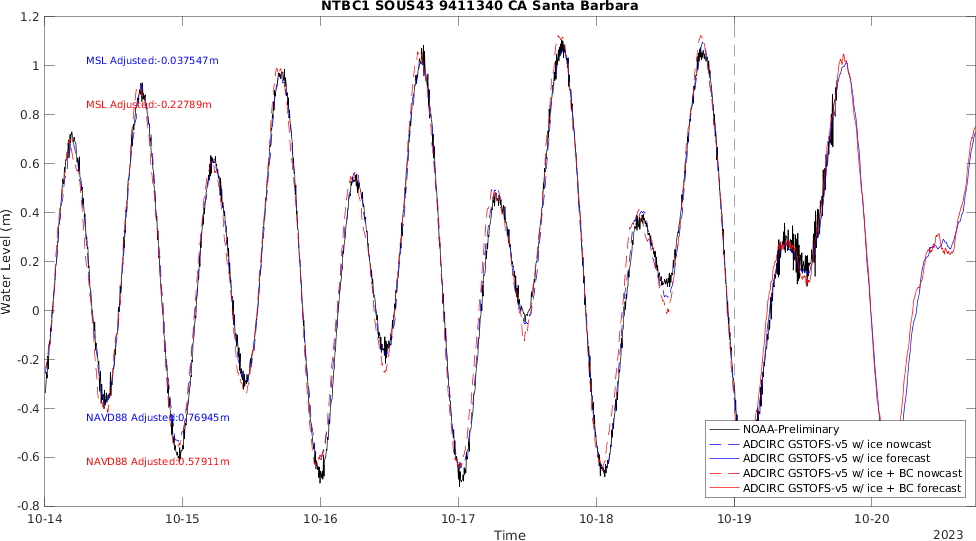 NTBC1 SOUS43 9411340 CA Santa Barbara
1.2
1
0.8
0.6
0.4
0.2
0
-0.2
-0.4
-0.6
-0.8
Water Level (m)
MSL Adjusted:-0.037547m
MSL Adjusted:-0.22789m
NAVD88 Adjusted:0.76945m
NAVD88 Adjusted:0.57911m
NOAA-Preliminary
ADCIRC GSTOFS-v5 w/ ice nowcast
ADCIRC GSTOFS-v5 w/ ice forecast
ADCIRC GSTOFS-v5 w/ ice + BC nowcast
ADCIRC GSTOFS-v5 w/ ice + BC forecast
10-14 10-15 10-16 10-17 10-18 10-19 10-20
Time
2023